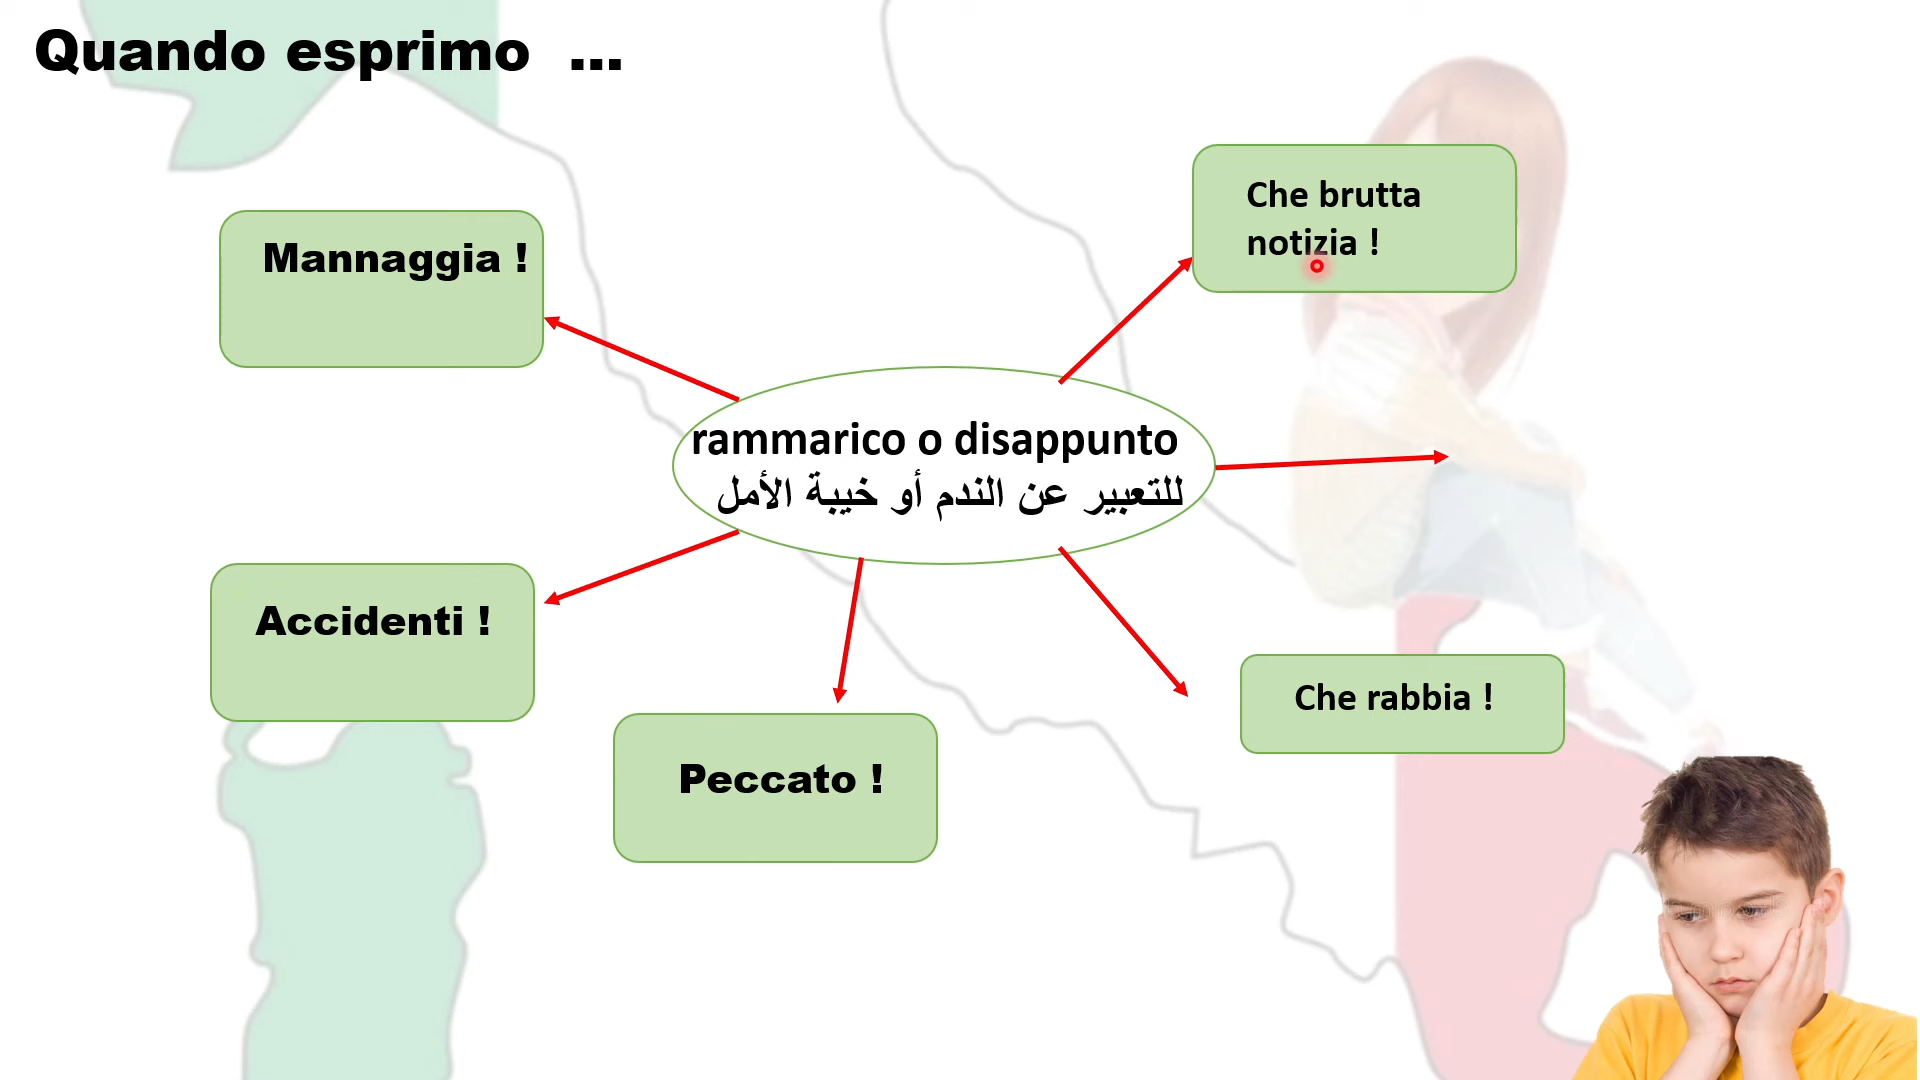 Quando esprimo ...
Che brutta
notizia !
Mannaggia !
rammarico o disappunto
للتعبير عن الندم أو خيبة الأمل
Accidenti !
Che rabbia !
Peccato !